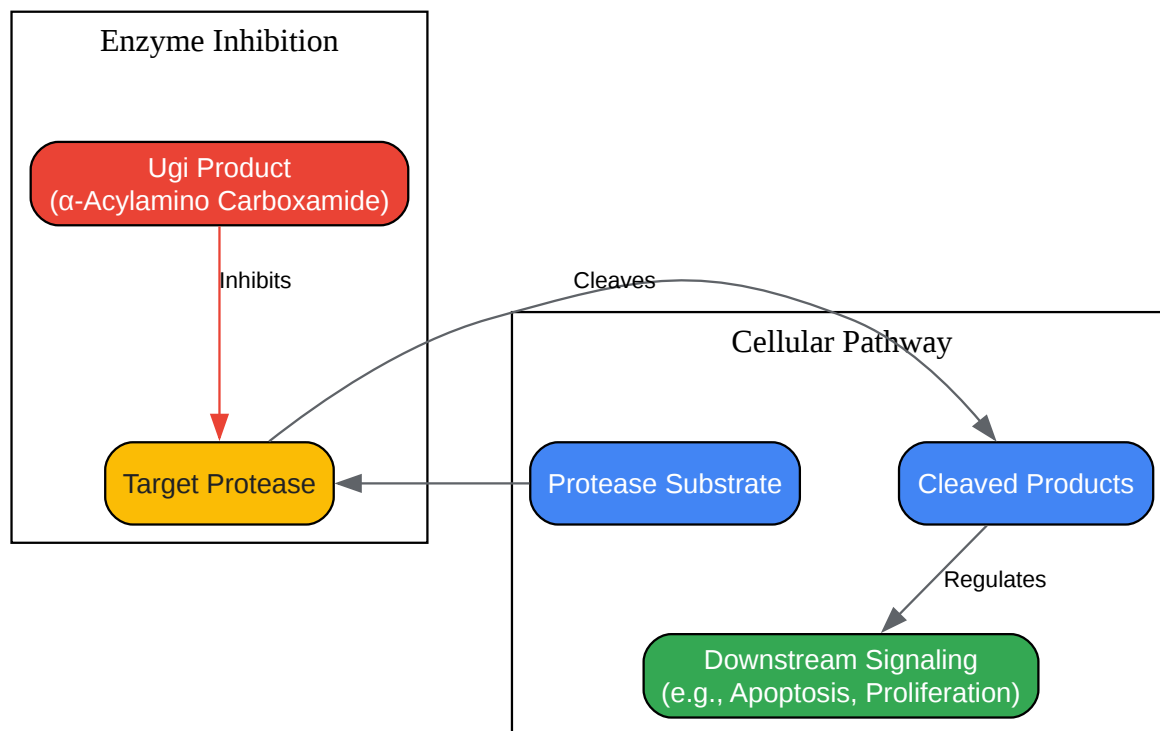 Enzyme Inhibition
Ugi Product
(α-Acylamino Carboxamide)
Inhibits
Cleaves
Cellular Pathway
Target Protease
Protease Substrate
Cleaved Products
Regulates
Downstream Signaling
(e.g., Apoptosis, Proliferation)